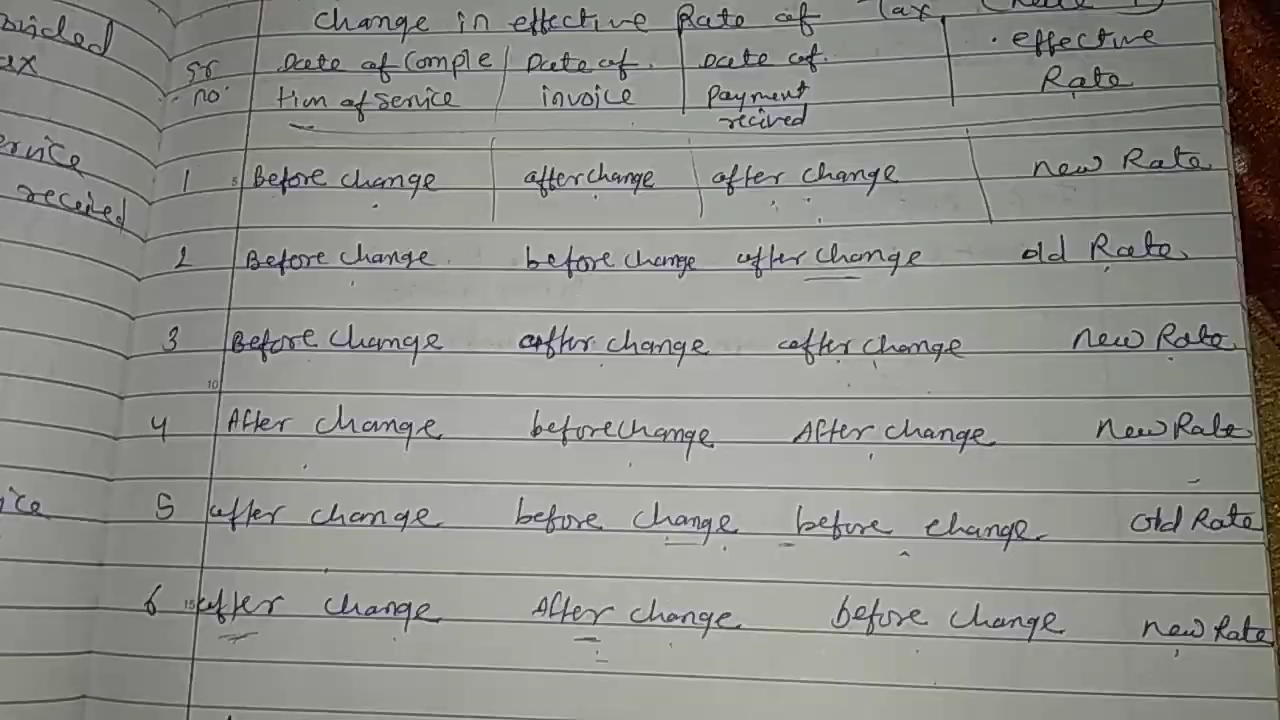 Change in effective Rate of Tax
sr no. Date of Comple tion of service Date of invoice Date of payment recived effective Rate
1 Before change after change after change new Rate
2 Before change before change after change old Rate
3 Before change after change after change new Rate
4 After change before change After change new Rate
5 after change before change before change Old Rate
6 after change After change before change new Rate
received